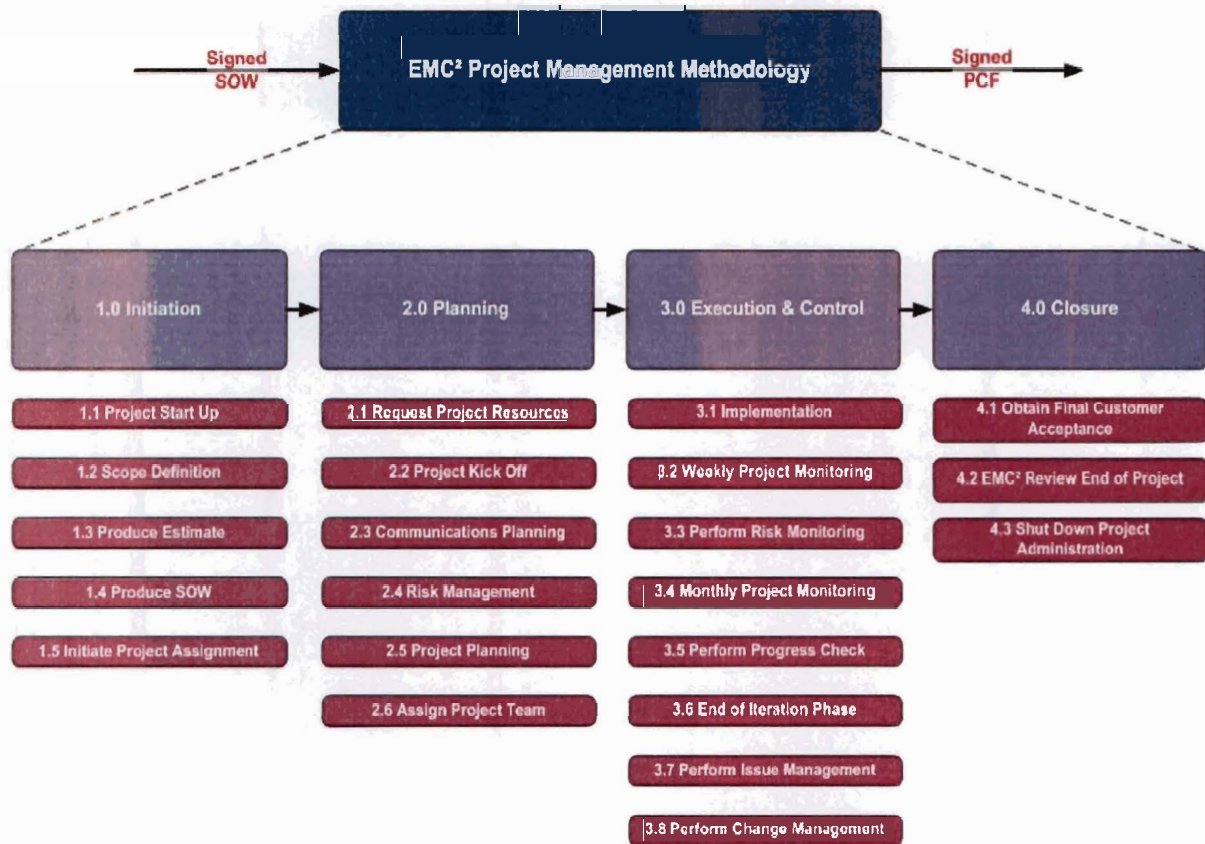 Signed
SOW
EMC² Project Management Methodology
Signed
PCF
1.0 Initiation
2.0 Planning
3.0 Execution & Control
4.0 Closure
1.1 Project Start Up
1.2 Scope Definition
1.3 Produce Estimate
1.4 Produce SOW
1.5 Initiate Project Assignment
2.1 Request Project Resources
2.2 Project Kick Off
2.3 Communications Planning
2.4 Risk Management
2.5 Project Planning
2.6 Assign Project Team
3.1 Implementation
3.2 Weekly Project Monitoring
3.3 Perform Risk Monitoring
3.4 Monthly Project Monitoring
3.5 Perform Progress Check
3.6 End of Iteration Phase
3.7 Perform Issue Management
3.8 Perform Change Management
4.1 Obtain Final Customer
Acceptance
4.2 EMC² Review End of Project
4.3 Shut Down Project
Administration